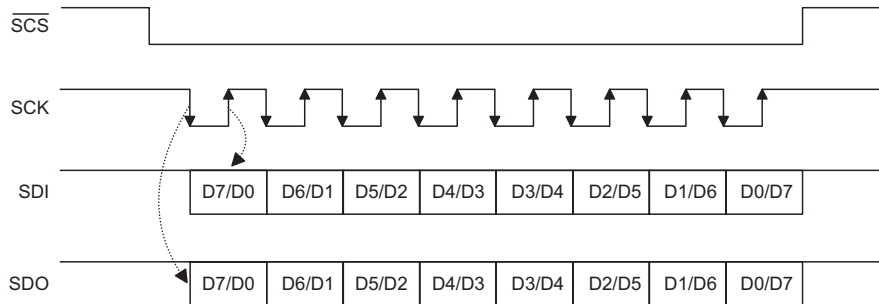 SCS
SCK
SDI D7/D0 D6/D1 D5/D2 D4/D3 D3/D4 D2/D5 D1/D6 D0/D7
SDO D7/D0 D6/D1 D5/D2 D4/D3 D3/D4 D2/D5 D1/D6 D0/D7